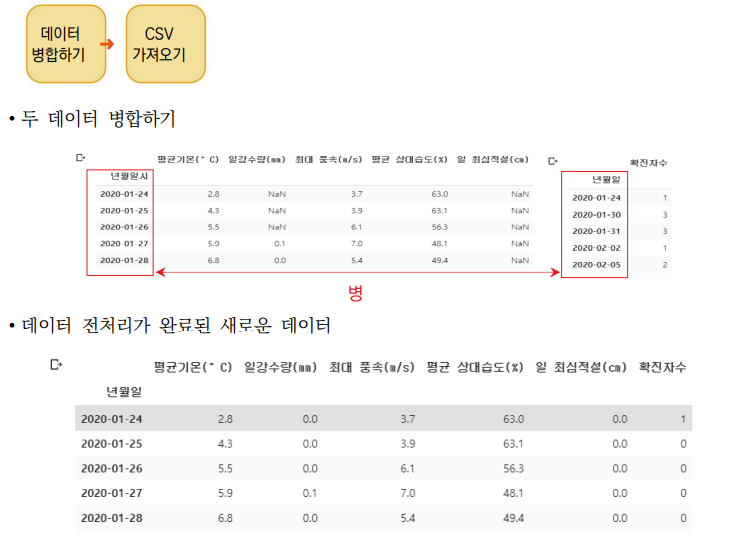 데이터
병합하기
➜
CSV
가져오기
• 두 데이터 병합하기
평균기온(°C) 일강수량(mm) 최대 풍속(m/s) 평균 상대습도(%) 일 최심적설(cm)
년월일시
2020-01-24 2.8 NaN 3.7 63.0 NaN
2020-01-25 4.3 NaN 3.9 63.1 NaN
2020-01-26 5.5 NaN 6.1 56.3 NaN
2020-01-27 5.9 0.1 7.0 48.1 NaN
2020-01-28 6.8 0.0 5.4 49.4 NaN
확진자수
년월일
2020-01-24 1
2020-01-30 3
2020-01-31 3
2020-02-02 1
2020-02-05 2
병
• 데이터 전처리가 완료된 새로운 데이터
평균기온(°C) 일강수량(mm) 최대 풍속(m/s) 평균 상대습도(%) 일 최심적설(cm) 확진자수
년월일
2020-01-24 2.8 0.0 3.7 63.0 0.0 1
2020-01-25 4.3 0.0 3.9 63.1 0.0 0
2020-01-26 5.5 0.0 6.1 56.3 0.0 0
2020-01-27 5.9 0.1 7.0 48.1 0.0 0
2020-01-28 6.8 0.0 5.4 49.4 0.0 0